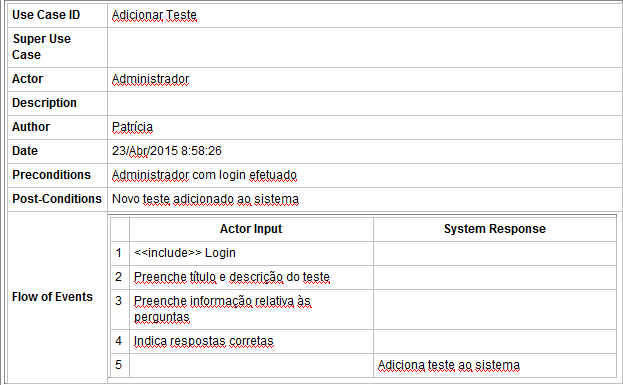 Use Case ID Adicionar Teste
Super Use
Case
Actor Administrador
Description
Author Patrícia
Date 23/Abr/2015 8:58:26
Preconditions Administrador com login efetuado
Post-Conditions Novo teste adicionado ao sistema
Flow of Events
Actor Input System Response
1 <<include>> Login
2 Preenche título e descrição do teste
3 Preenche informação relativa às
perguntas
4 Indica respostas corretas
5 Adiciona teste ao sistema